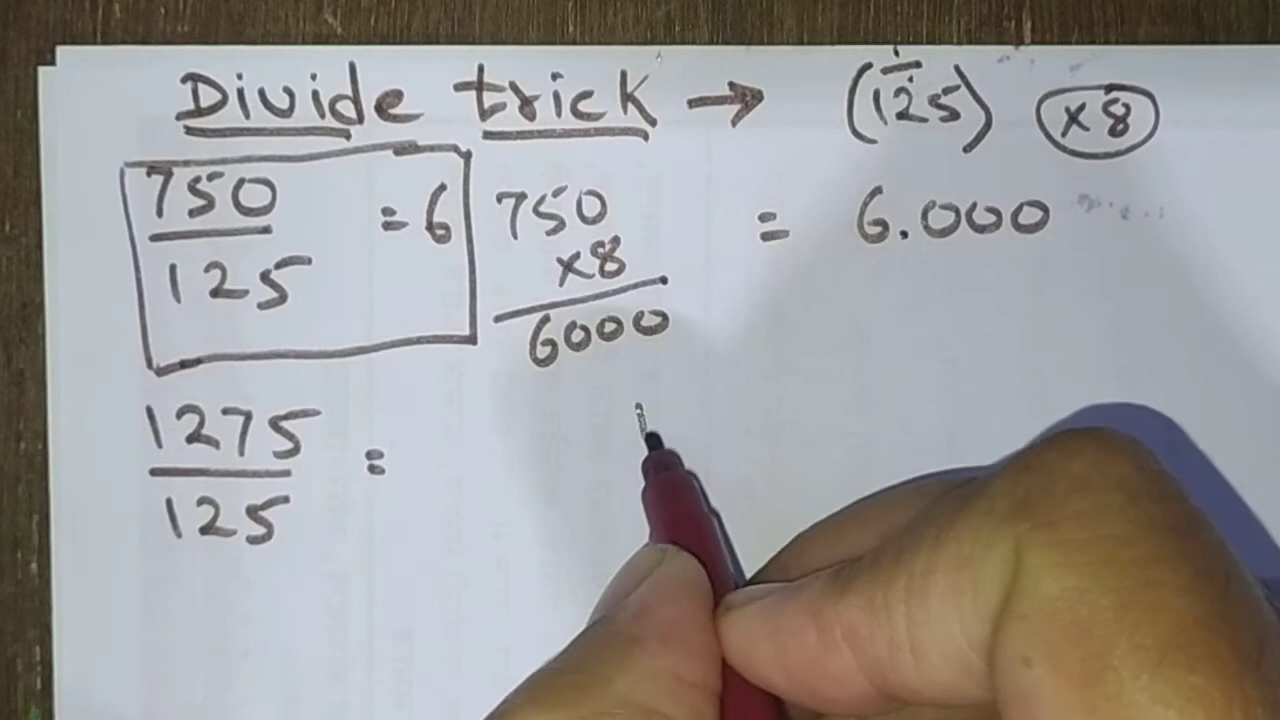 Divide trick → (125) ×8
750/125 = 6
750
×8
6000
= 6.000
1275/125 =